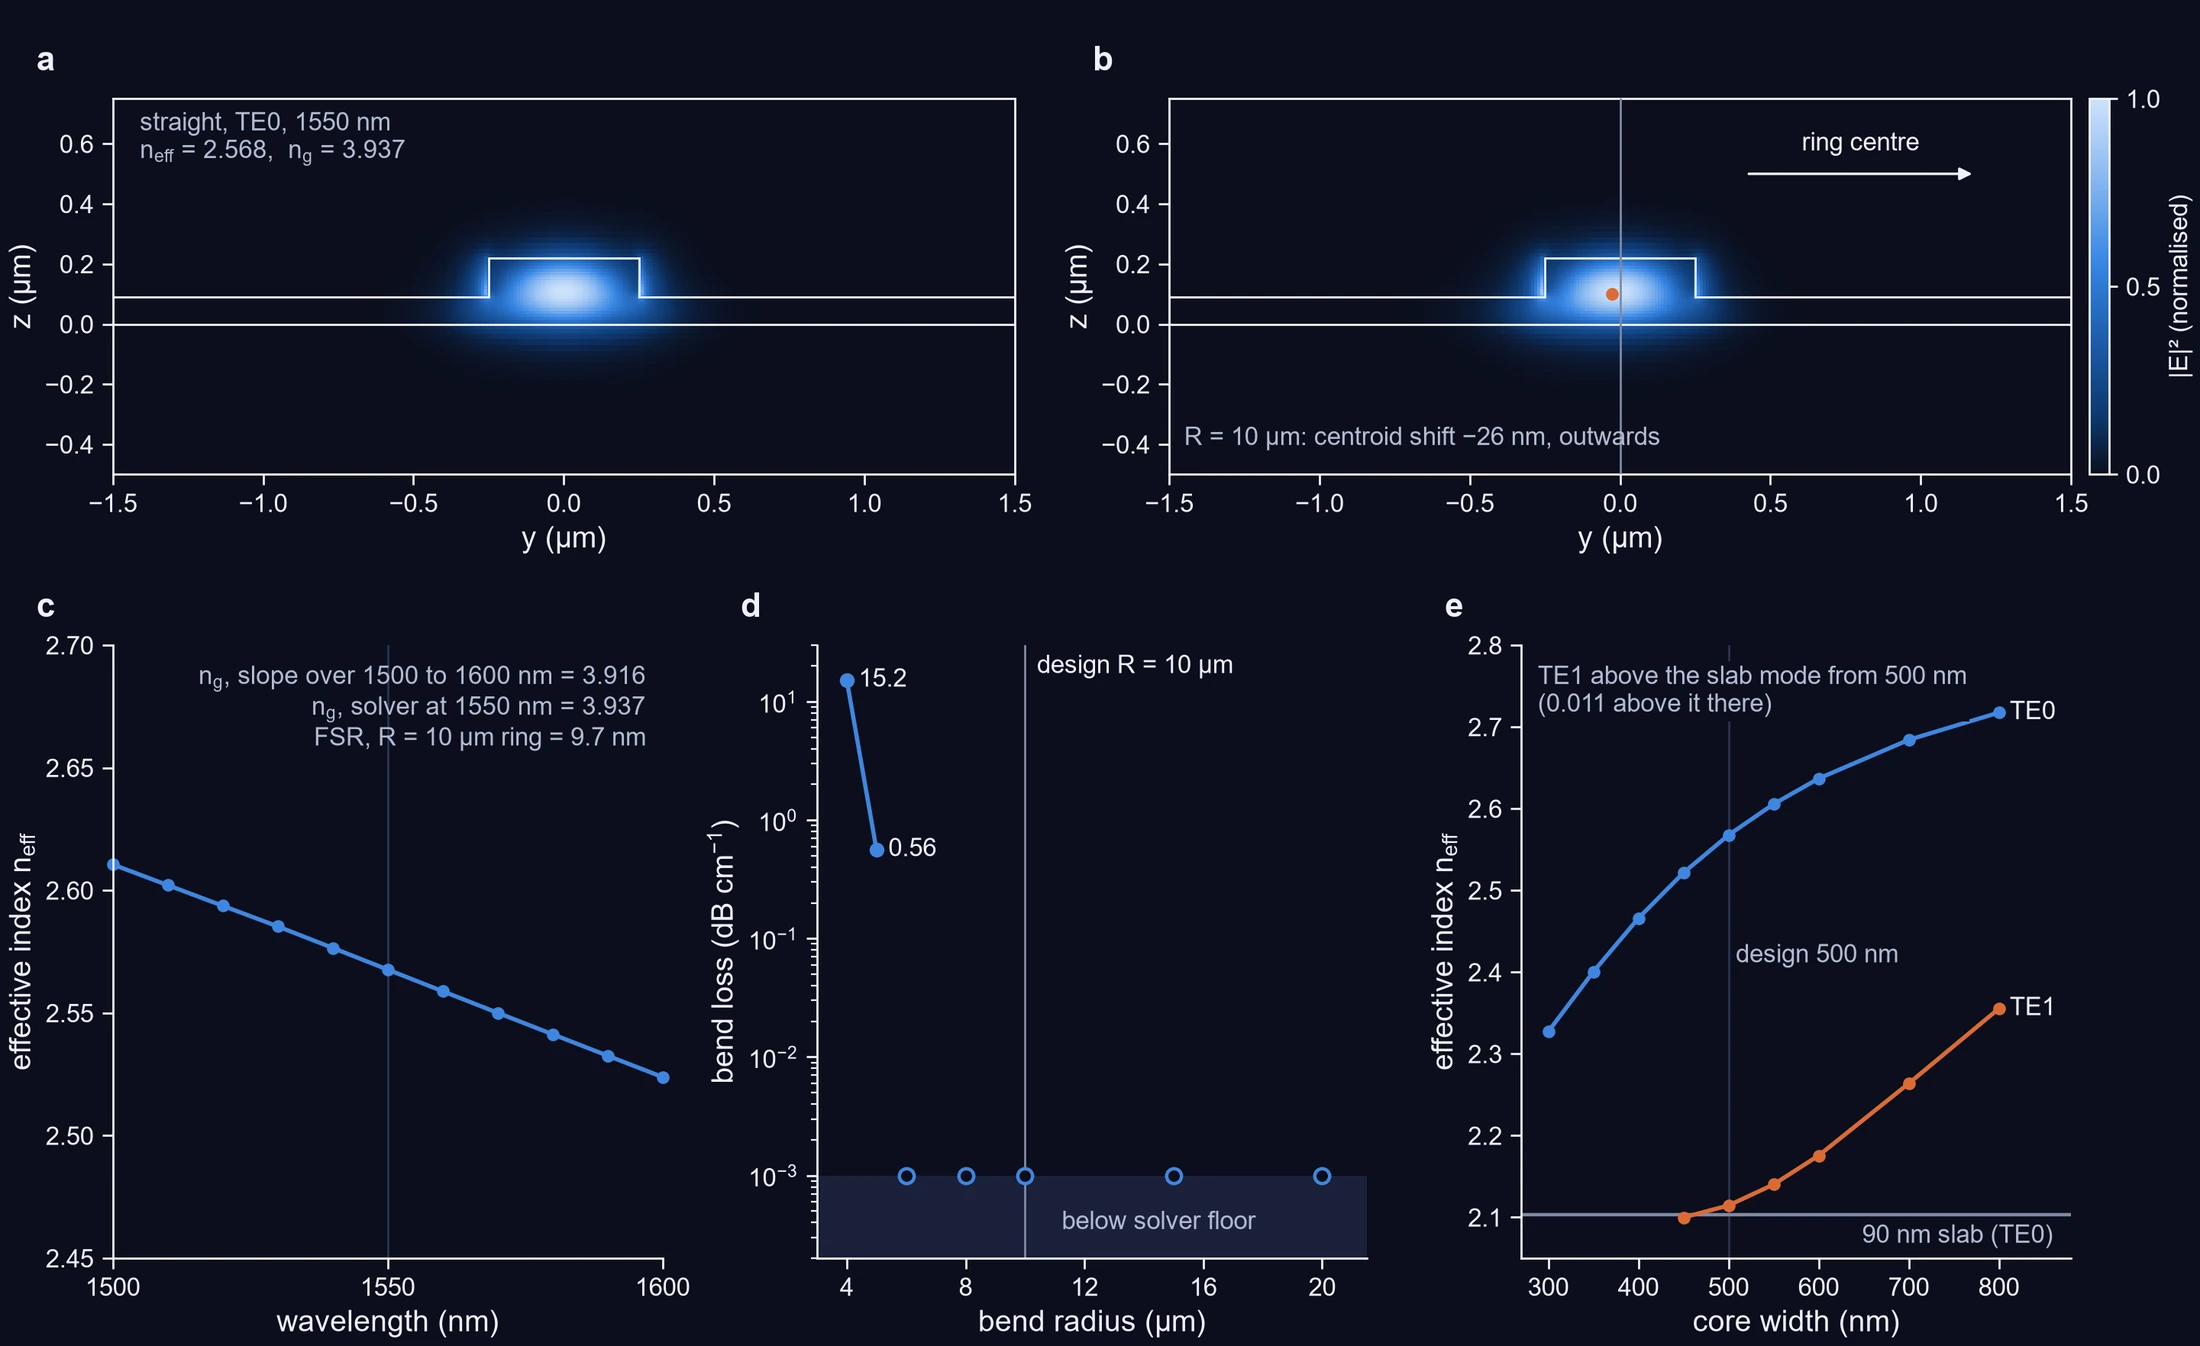 a
straight, TE0, 1550 nm
neff = 2.568, ng = 3.937
z (µm)
0.6
0.4
0.2
0.0
−0.2
−0.4
−1.5
−1.0
−0.5
0.0
0.5
1.0
1.5
y (µm)
b
ring centre
R = 10 µm: centroid shift −26 nm, outwards
z (µm)
0.6
0.4
0.2
0.0
−0.2
−0.4
−1.5
−1.0
−0.5
0.0
0.5
1.0
1.5
y (µm)
1.0
0.5
0.0
|E|² (normalised)
c
ng, slope over 1500 to 1600 nm = 3.916
ng, solver at 1550 nm = 3.937
FSR, R = 10 µm ring = 9.7 nm
effective index neff
2.70
2.65
2.60
2.55
2.50
2.45
1500
1550
1600
wavelength (nm)
d
design R = 10 µm
15.2
0.56
below solver floor
bend loss (dB cm⁻¹)
10¹
10⁰
10⁻¹
10⁻²
10⁻³
4
8
12
16
20
bend radius (µm)
e
TE1 above the slab mode from 500 nm
(0.011 above it there)
TE0
design 500 nm
TE1
90 nm slab (TE0)
effective index neff
2.8
2.7
2.6
2.5
2.4
2.3
2.2
2.1
300
400
500
600
700
800
core width (nm)